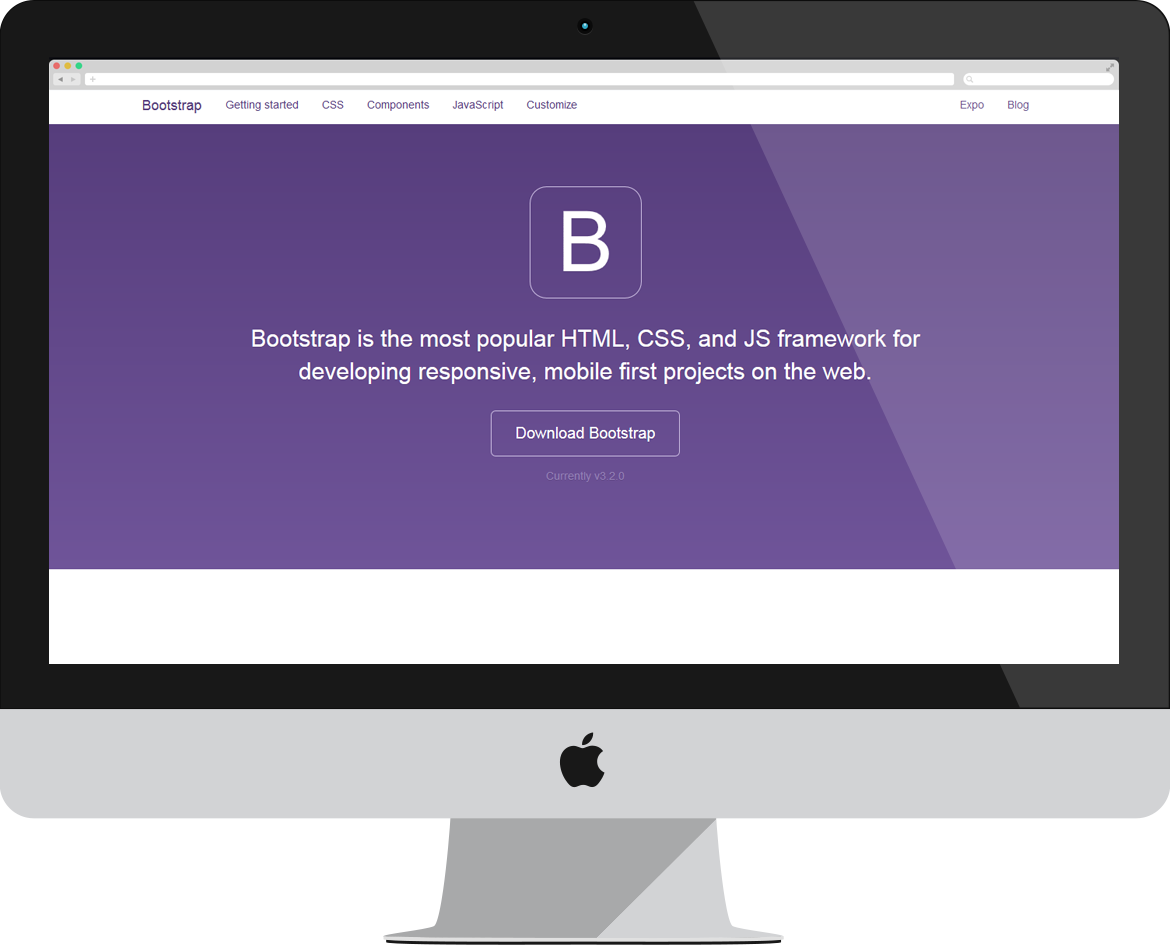 Bootstrap Getting started CSS Components JavaScript Customize Expo Blog
B
Bootstrap is the most popular HTML, CSS, and JS framework for
developing responsive, mobile first projects on the web.
Download Bootstrap
Currently v3.2.0